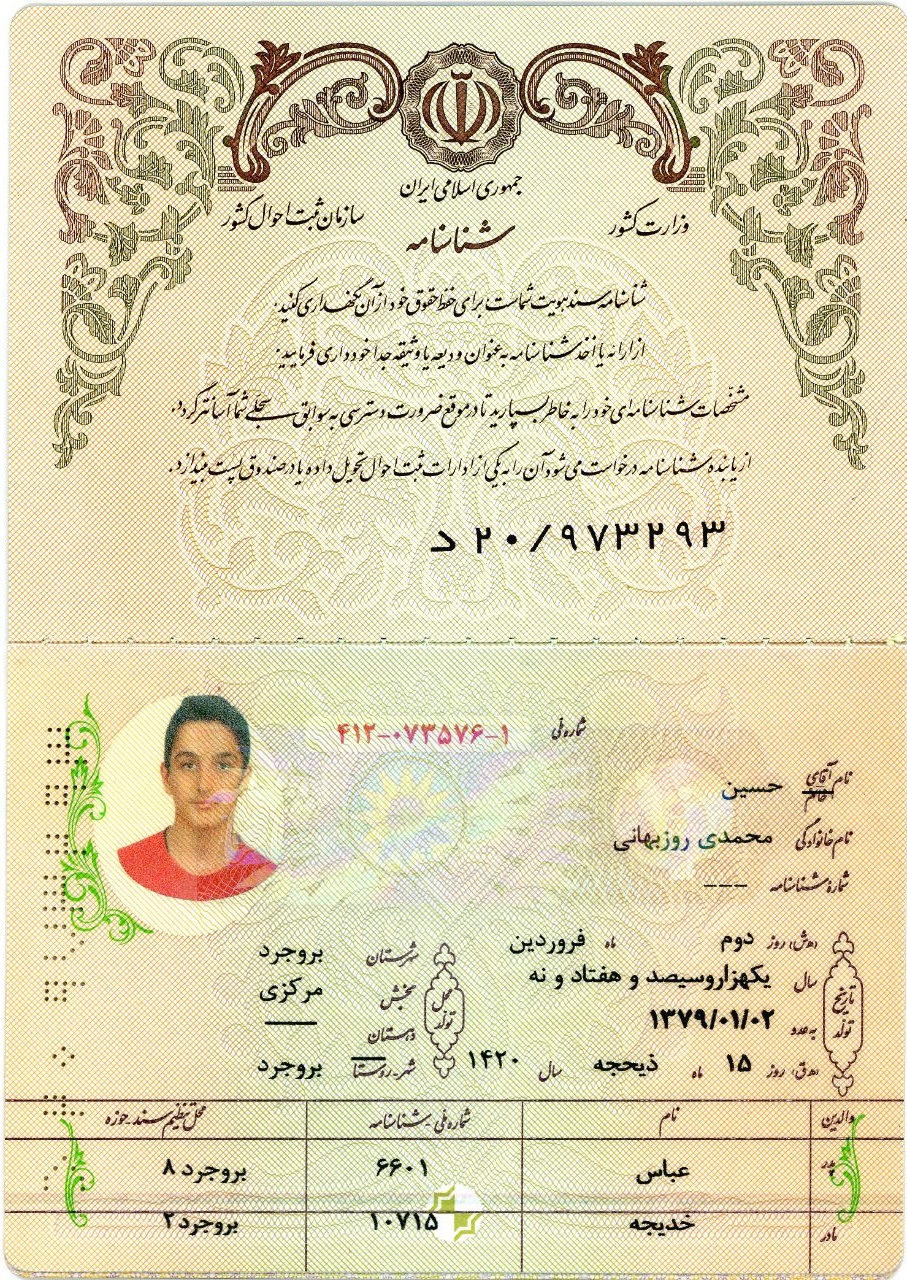 جمهوری اسلامی ایران
وزارت کشور
سازمان ثبت احوال کشور
شناسنامه
شناسنامه سند هویت شماست برای حفظ حقوق خود از آن نگهداری کنید.
از ارائه یا اخذ شناسنامه به عنوان ودیعه یا وثیقه جدا خودداری فرمایید.
مشخصات شناسنامه‌ای خود را به خاطر بسپارید تا در موقع ضرورت دسترسی به سوابق سجلی شما آسانتر گردد.
از یابنده شناسنامه درخواست می‌شود آن را به یکی از ادارات ثبت احوال تحویل داده یا در صندوق پست بیندازد.
د ۲۰/۹۷۳۲۹۳
شماره ملی ۴۱۲-۰۷۳۵۷۶-۱
نام آقای خانم حسین
نام خانوادگی محمدی روزبهانی
شماره شناسنامه ---
تاریخ تولد
(ه.ش) روز دوم ماه فروردین
سال یکهزاروسیصد و هفتاد و نه
به عدد ۱۳۷۹/۰۱/۰۲
(ه.ق) روز ۱۵ ماه ذیحجه سال ۱۴۲۰
محل تولد
شهرستان بروجرد
بخش مرکزی
دهستان —
شهر-روستا بروجرد
والدین نام شماره ملی-شناسنامه محل تنظیم سند-حوزه
پدر عباس ۶۶۰۱ بروجرد ۸
مادر خدیجه ۱۰۷۱۵ بروجرد ۲